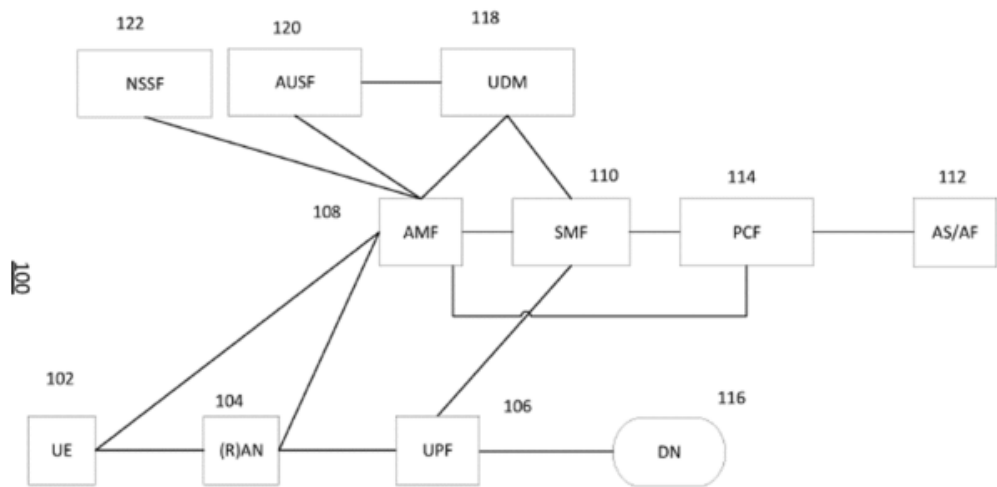 122 120 118
NSSF AUSF UDM
110 114 112
108
AMF SMF PCF AS/AF
100
102 104 106 116
UE (R)AN UPF DN